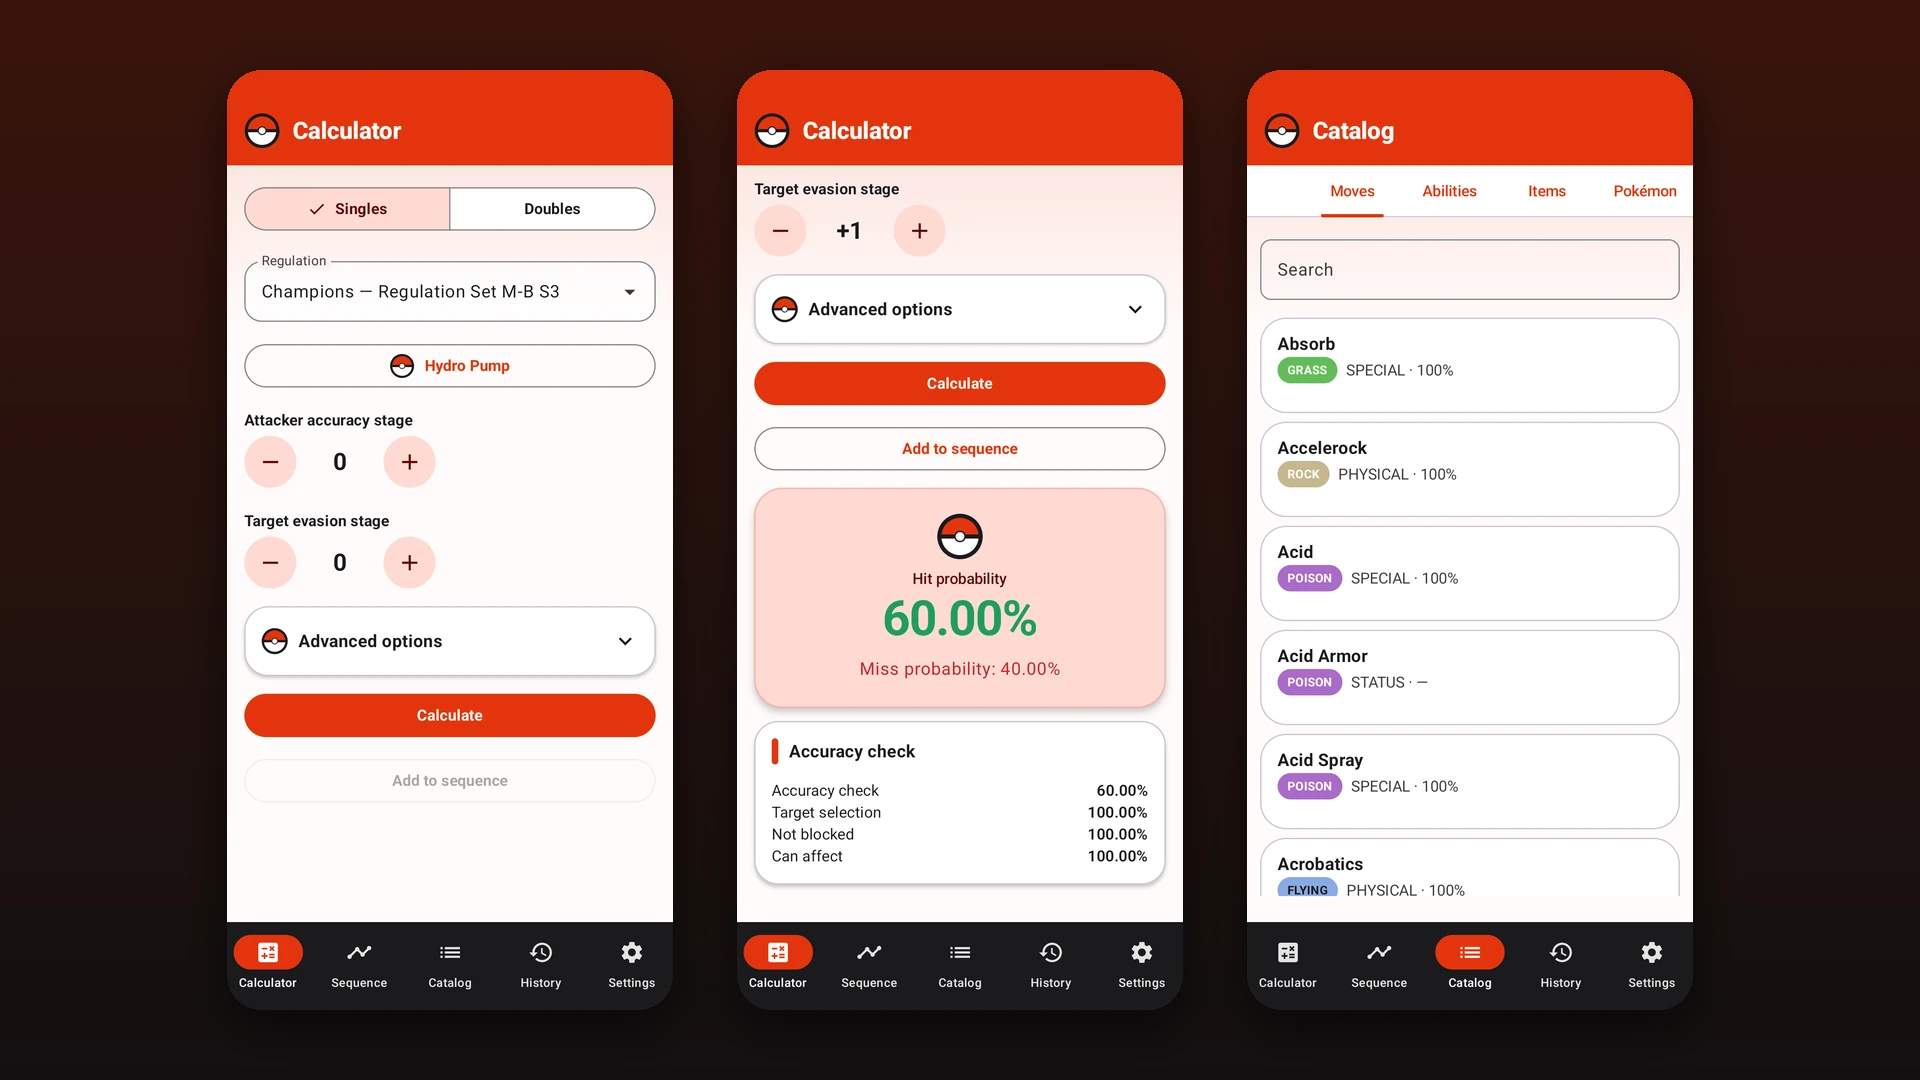 Calculator
Singles
Doubles
Regulation
Champions — Regulation Set M-B S3
Hydro Pump
Attacker accuracy stage
− 0 +
Target evasion stage
− 0 +
Advanced options
Calculate
Add to sequence
Calculator Sequence Catalog History Settings
Calculator
Target evasion stage
− +1 +
Advanced options
Calculate
Add to sequence
Hit probability
60.00%
Miss probability: 40.00%
Accuracy check
Accuracy check 60.00%
Target selection 100.00%
Not blocked 100.00%
Can affect 100.00%
Calculator Sequence Catalog History Settings
Catalog
Moves Abilities Items Pokémon
Search
Absorb
GRASS SPECIAL · 100%
Accelerock
ROCK PHYSICAL · 100%
Acid
POISON SPECIAL · 100%
Acid Armor
POISON STATUS · —
Acid Spray
POISON SPECIAL · 100%
Acrobatics
FLYING PHYSICAL · 100%
Calculator Sequence Catalog History Settings